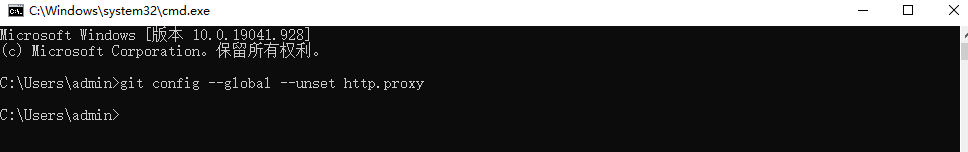 C:\Windows\system32\cmd.exe
Microsoft Windows [版本 10.0.19041.928]
(c) Microsoft Corporation。保留所有权利。
C:\Users\admin>git config --global --unset http.proxy
C:\Users\admin>